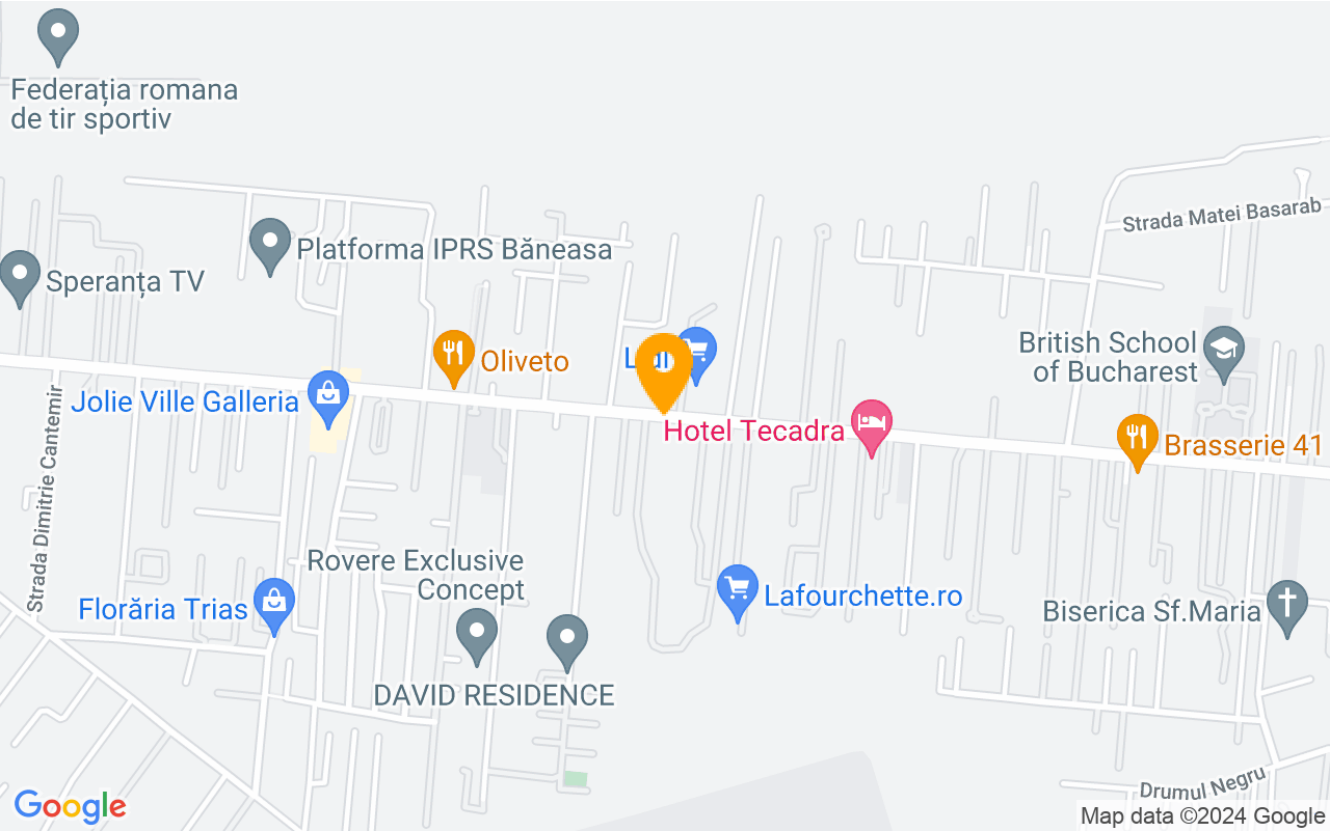 Federația romana
de tir sportiv
Strada Matei Basarab
Platforma IPRS Băneasa
Speranța TV
British School
of Bucharest
Oliveto
Jolie Ville Galleria
Hotel Tecadra
Brasserie 41
Strada Dimitrie Cantemir
Rovere Exclusive
Concept
Lafourchette.ro
Florăria Trias
Biserica Sf.Maria
DAVID RESIDENCE
Drumul Negru
Google
Map data ©2024 Google